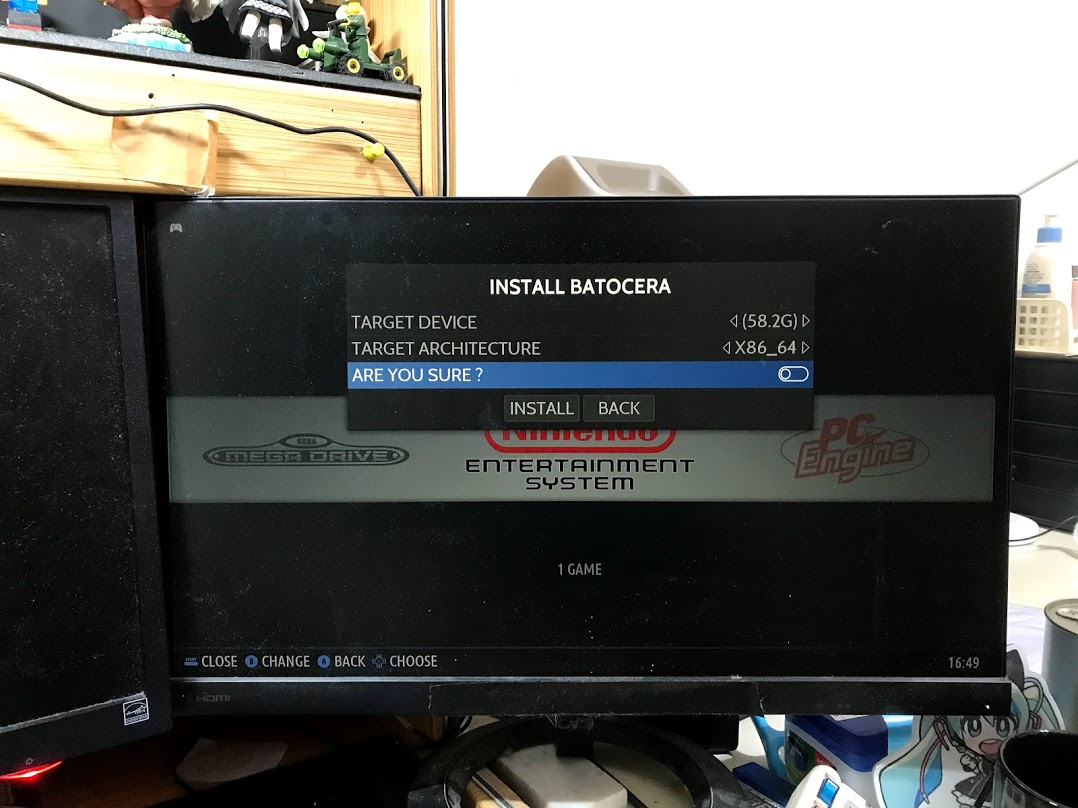 INSTALL BATOCERA
TARGET DEVICE (58.2G)
TARGET ARCHITECTURE X86_64
ARE YOU SURE ?
INSTALL BACK
SEGA
MEGA DRIVE
Nintendo
ENTERTAINMENT
SYSTEM
PC
Engine
1 GAME
START CLOSE B CHANGE A BACK CHOOSE
16:49
HDMI